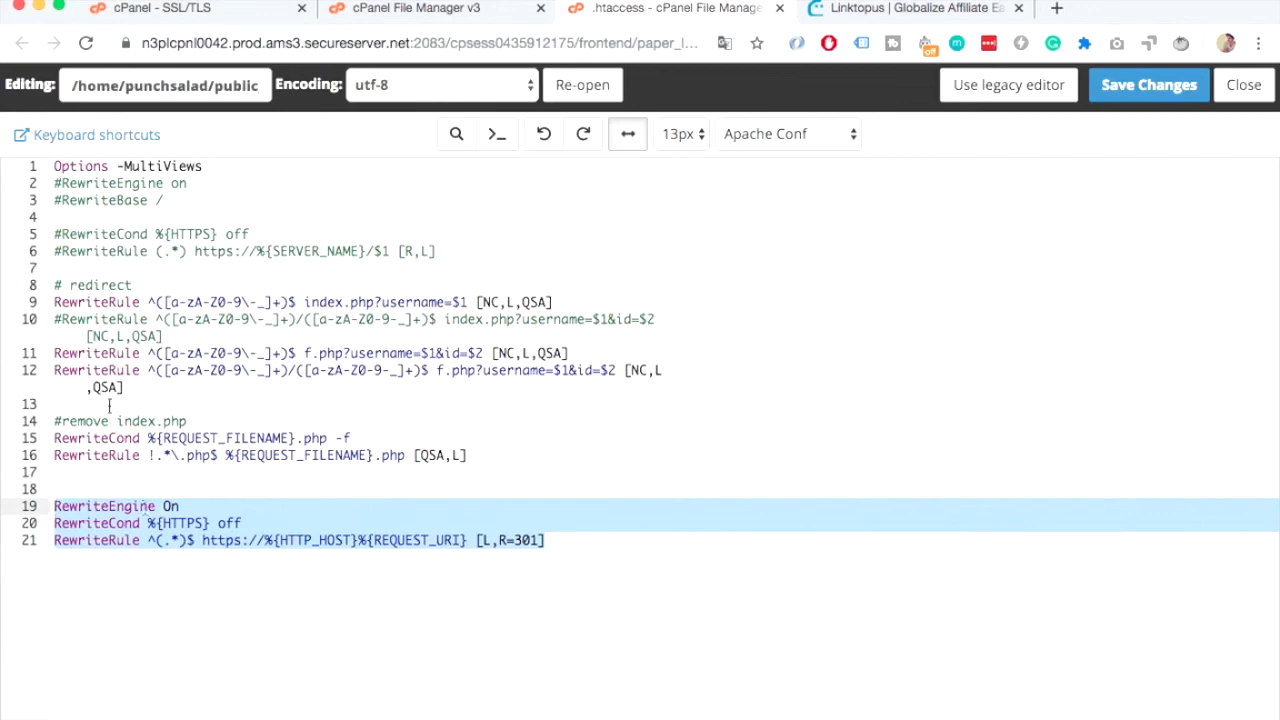 cPanel - SSL/TLS
cPanel File Manager v3
.htaccess - cPanel File Manage
Linktopus | Globalize Affiliate Ea
n3plcpnl0042.prod.ams3.secureserver.net:2083/cpsess0435912175/frontend/paper_l...
off
Editing: /home/punchsalad/public Encoding: utf-8 Re-open Use legacy editor Save Changes Close
Keyboard shortcuts 13px Apache Conf
1 Options -MultiViews
2 #RewriteEngine on
3 #RewriteBase /
4
5 #RewriteCond %{HTTPS} off
6 #RewriteRule (.*) https://%{SERVER_NAME}/$1 [R,L]
7
8 # redirect
9 RewriteRule ^([a-zA-Z0-9\-_]+)$ index.php?username=$1 [NC,L,QSA]
10 #RewriteRule ^([a-zA-Z0-9\-_]+)/([a-zA-Z0-9-_]+)$ index.php?username=$1&id=$2
[NC,L,QSA]
11 RewriteRule ^([a-zA-Z0-9\-_]+)$ f.php?username=$1&id=$2 [NC,L,QSA]
12 RewriteRule ^([a-zA-Z0-9\-_]+)/([a-zA-Z0-9-_]+)$ f.php?username=$1&id=$2 [NC,L
,QSA]
13
14 #remove index.php
15 RewriteCond %{REQUEST_FILENAME}.php -f
16 RewriteRule !.*\.php$ %{REQUEST_FILENAME}.php [QSA,L]
17
18
19 RewriteEngine On
20 RewriteCond %{HTTPS} off
21 RewriteRule ^(.*)$ https://%{HTTP_HOST}%{REQUEST_URI} [L,R=301]